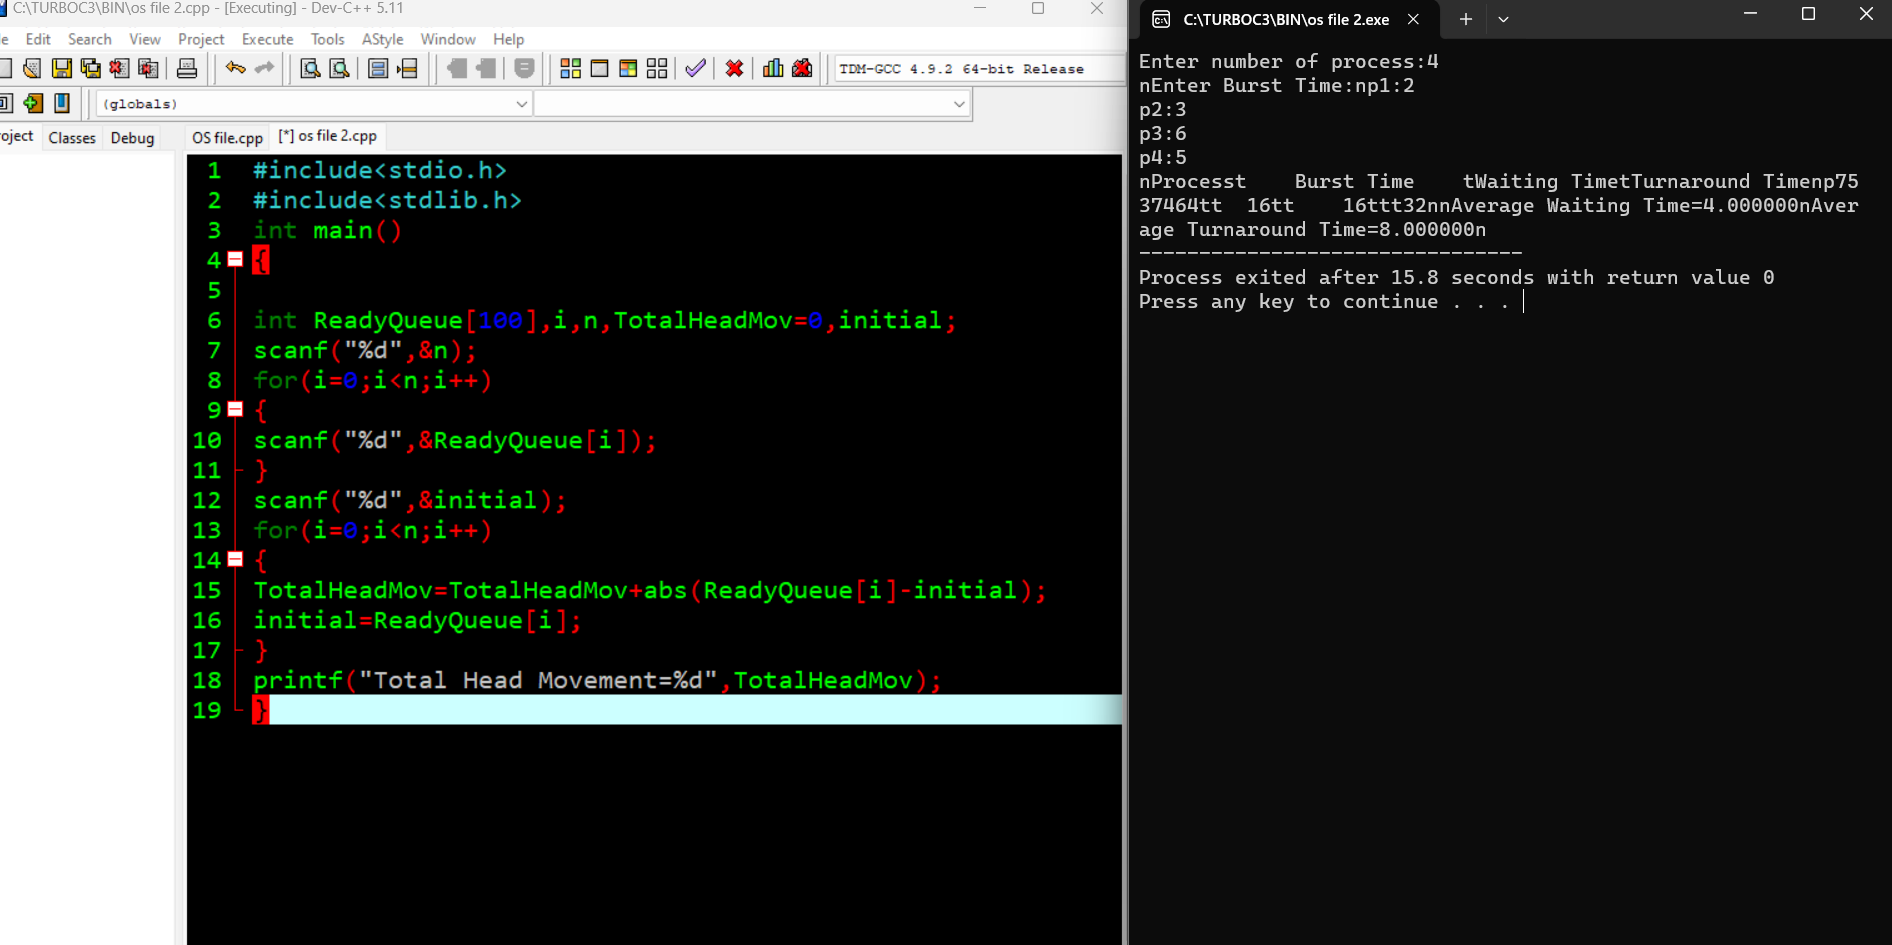 C:\TURBOC3\BIN\os file 2.cpp - [Executing] - Dev-C++ 5.11
Edit Search View Project Execute Tools AStyle Window Help
TDM-GCC 4.9.2 64-bit Release
(globals)
oject Classes Debug OS file.cpp [*] os file 2.cpp
1 #include<stdio.h>
2 #include<stdlib.h>
3 int main()
4 {
5
6 int ReadyQueue[100],i,n,TotalHeadMov=0,initial;
7 scanf("%d",&n);
8 for(i=0;i<n;i++)
9 {
10 scanf("%d",&ReadyQueue[i]);
11 }
12 scanf("%d",&initial);
13 for(i=0;i<n;i++)
14 {
15 TotalHeadMov=TotalHeadMov+abs(ReadyQueue[i]-initial);
16 initial=ReadyQueue[i];
17 }
18 printf("Total Head Movement=%d",TotalHeadMov);
19 }
C:\TURBOC3\BIN\os file 2.exe
Enter number of process:4
nEnter Burst Time:np1:2
p2:3
p3:6
p4:5
nProcesst    Burst Time    tWaiting TimetTurnaround Timenp75
37464tt  16tt    16ttt32nnAverage Waiting Time=4.000000nAver
age Turnaround Time=8.000000n
--------------------------------
Process exited after 15.8 seconds with return value 0
Press any key to continue . . .